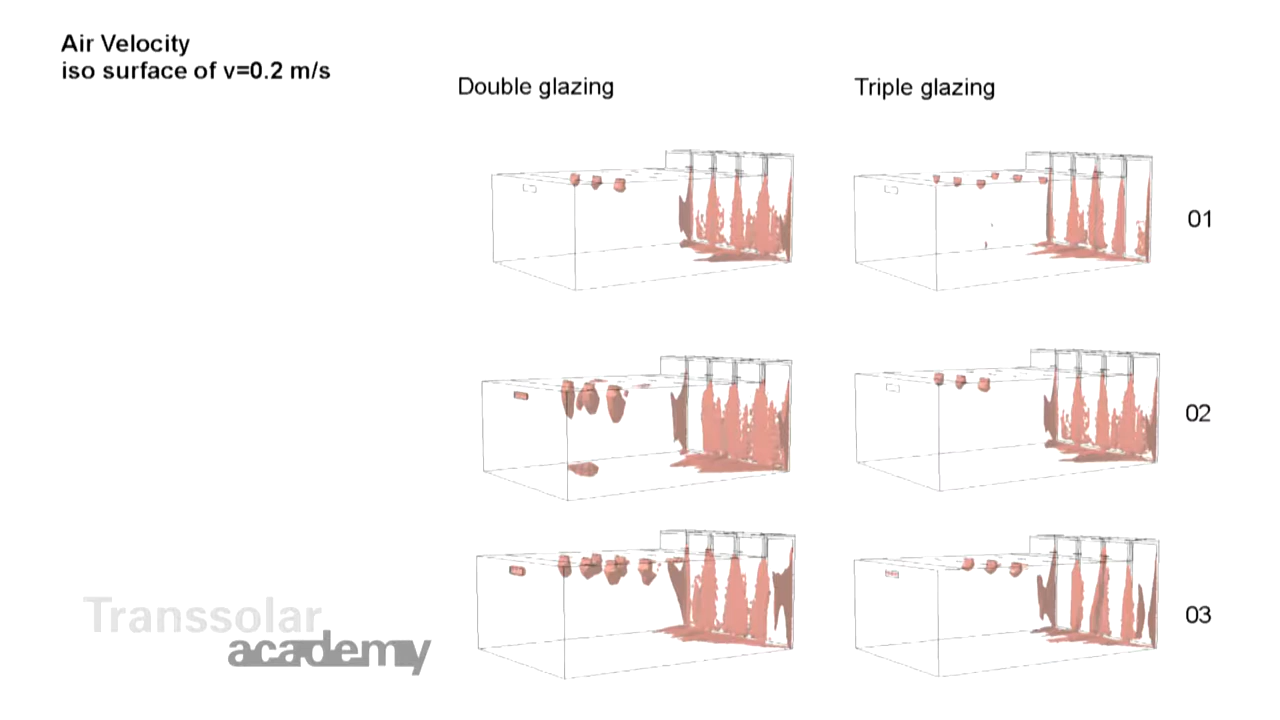 Air Velocity
iso surface of v=0.2 m/s
Double glazing
Triple glazing
01
02
03
Transsolar
academy